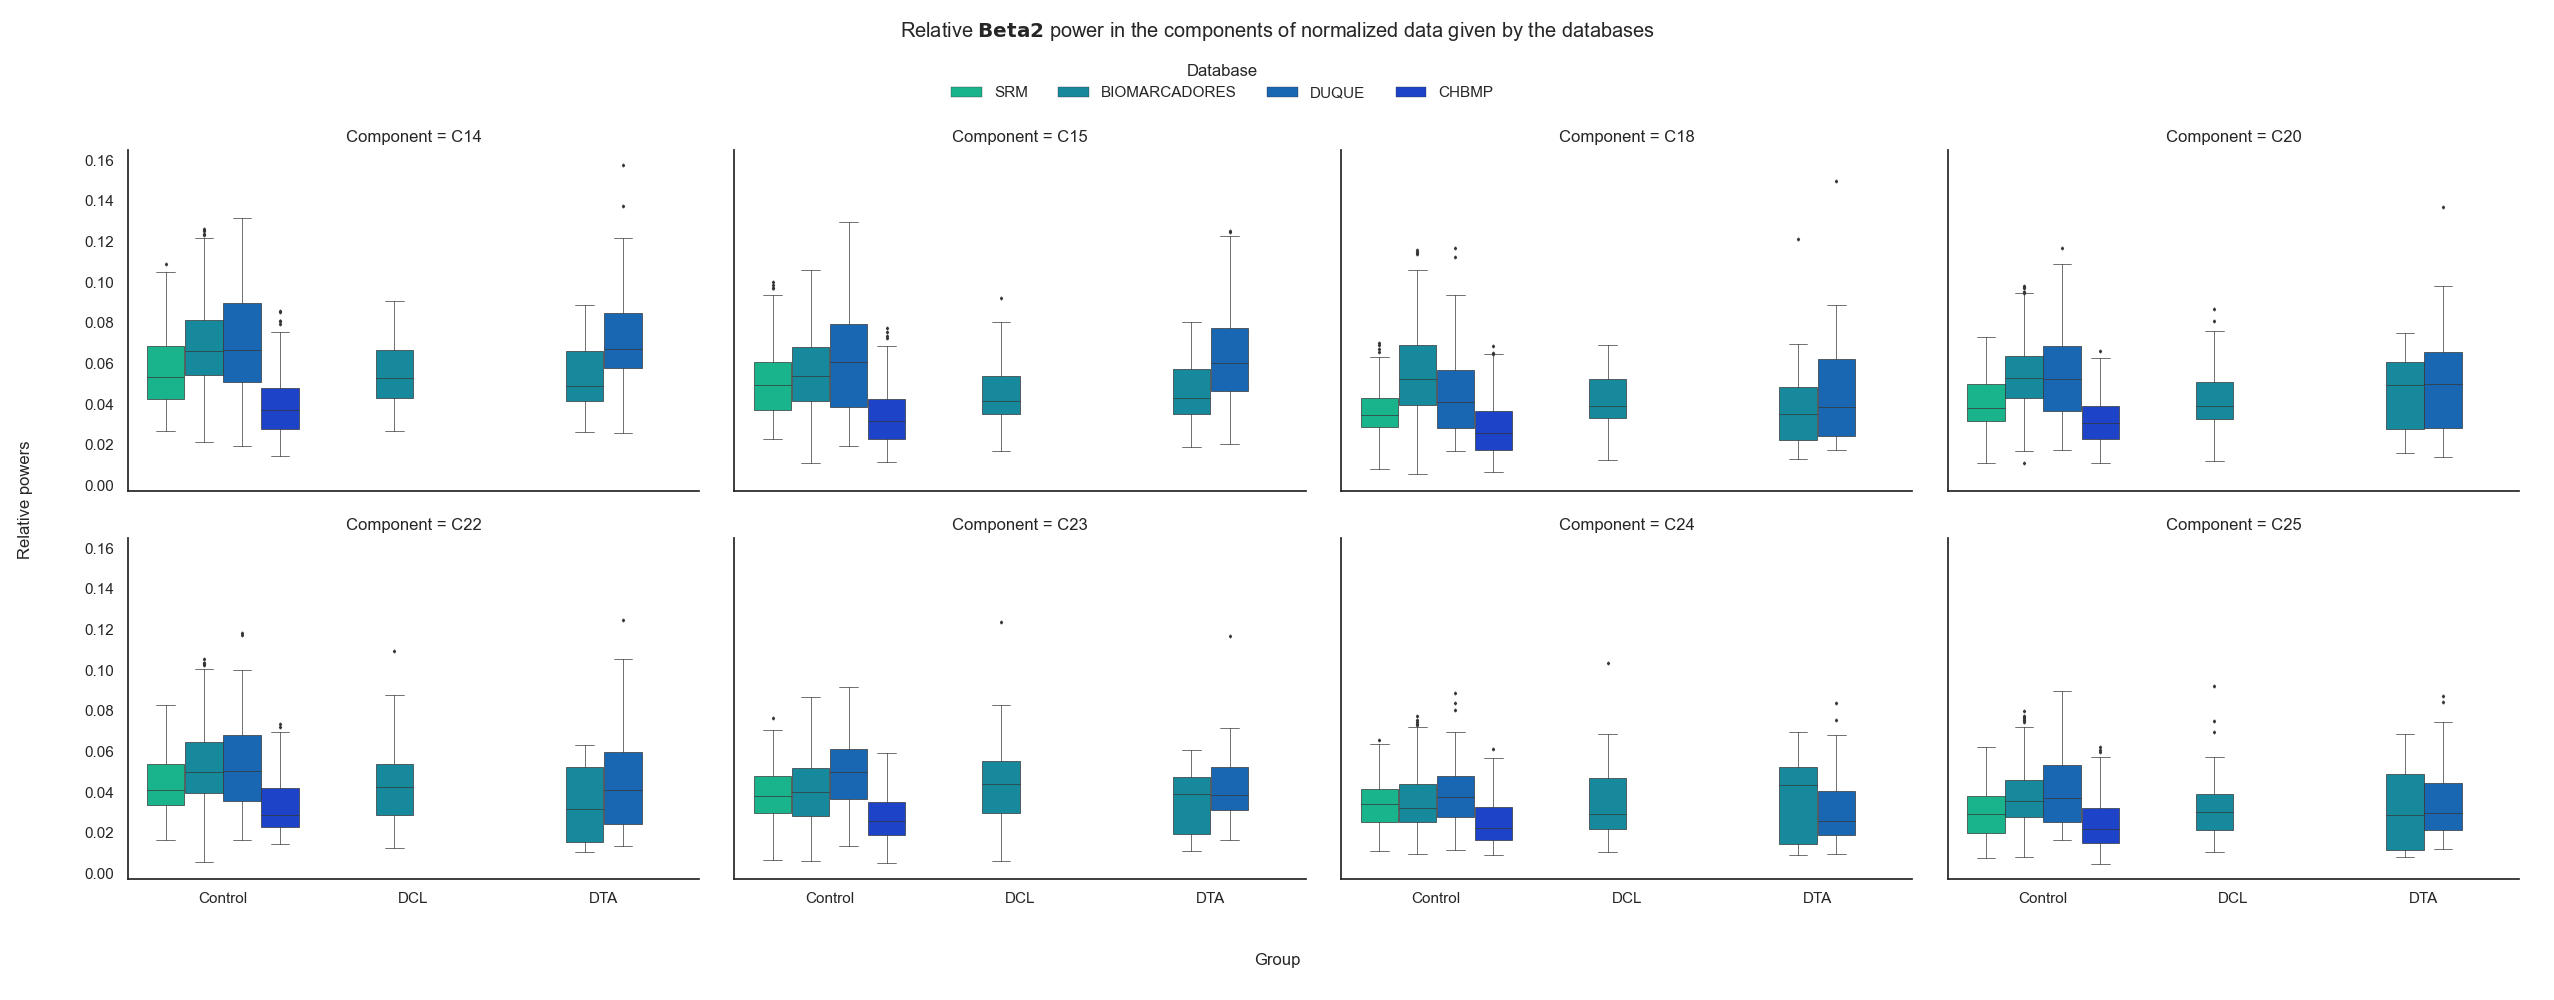 Relative Beta2 power in the components of normalized data given by the databases
Database
SRM BIOMARCADORES DUQUE CHBMP
Component = C14 Component = C15 Component = C18 Component = C20
0.16
0.14
0.12
0.10
0.08
0.06
0.04
0.02
0.00
Relative powers
Component = C22 Component = C23 Component = C24 Component = C25
0.16
0.14
0.12
0.10
0.08
0.06
0.04
0.02
0.00
Control DCL DTA Control DCL DTA Control DCL DTA Control DCL DTA
Group